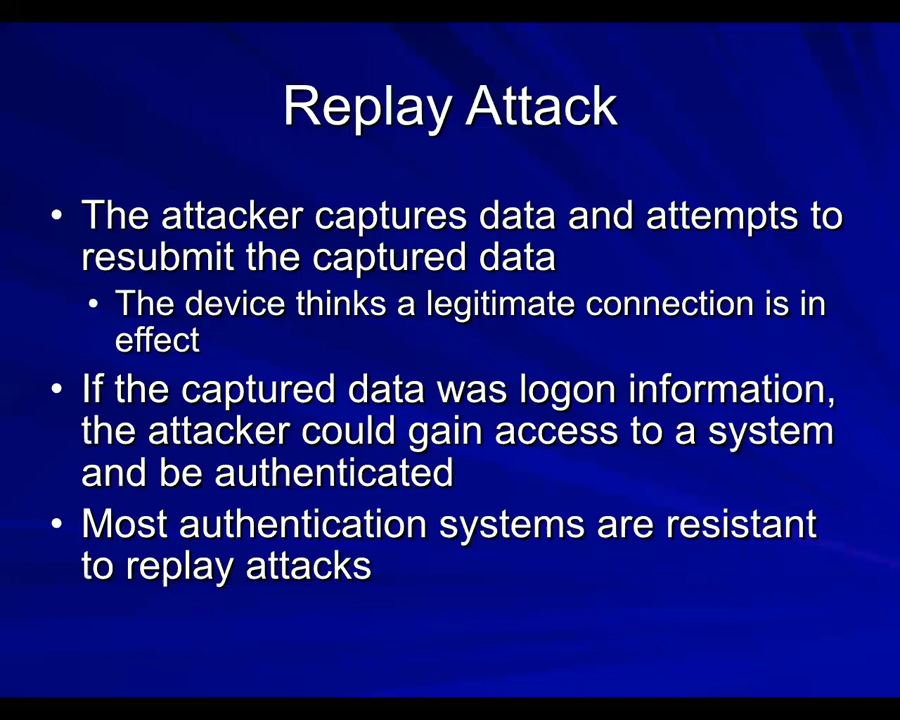 Replay Attack
• The attacker captures data and attempts to
resubmit the captured data
• The device thinks a legitimate connection is in
effect
• If the captured data was logon information,
the attacker could gain access to a system
and be authenticated
• Most authentication systems are resistant
to replay attacks